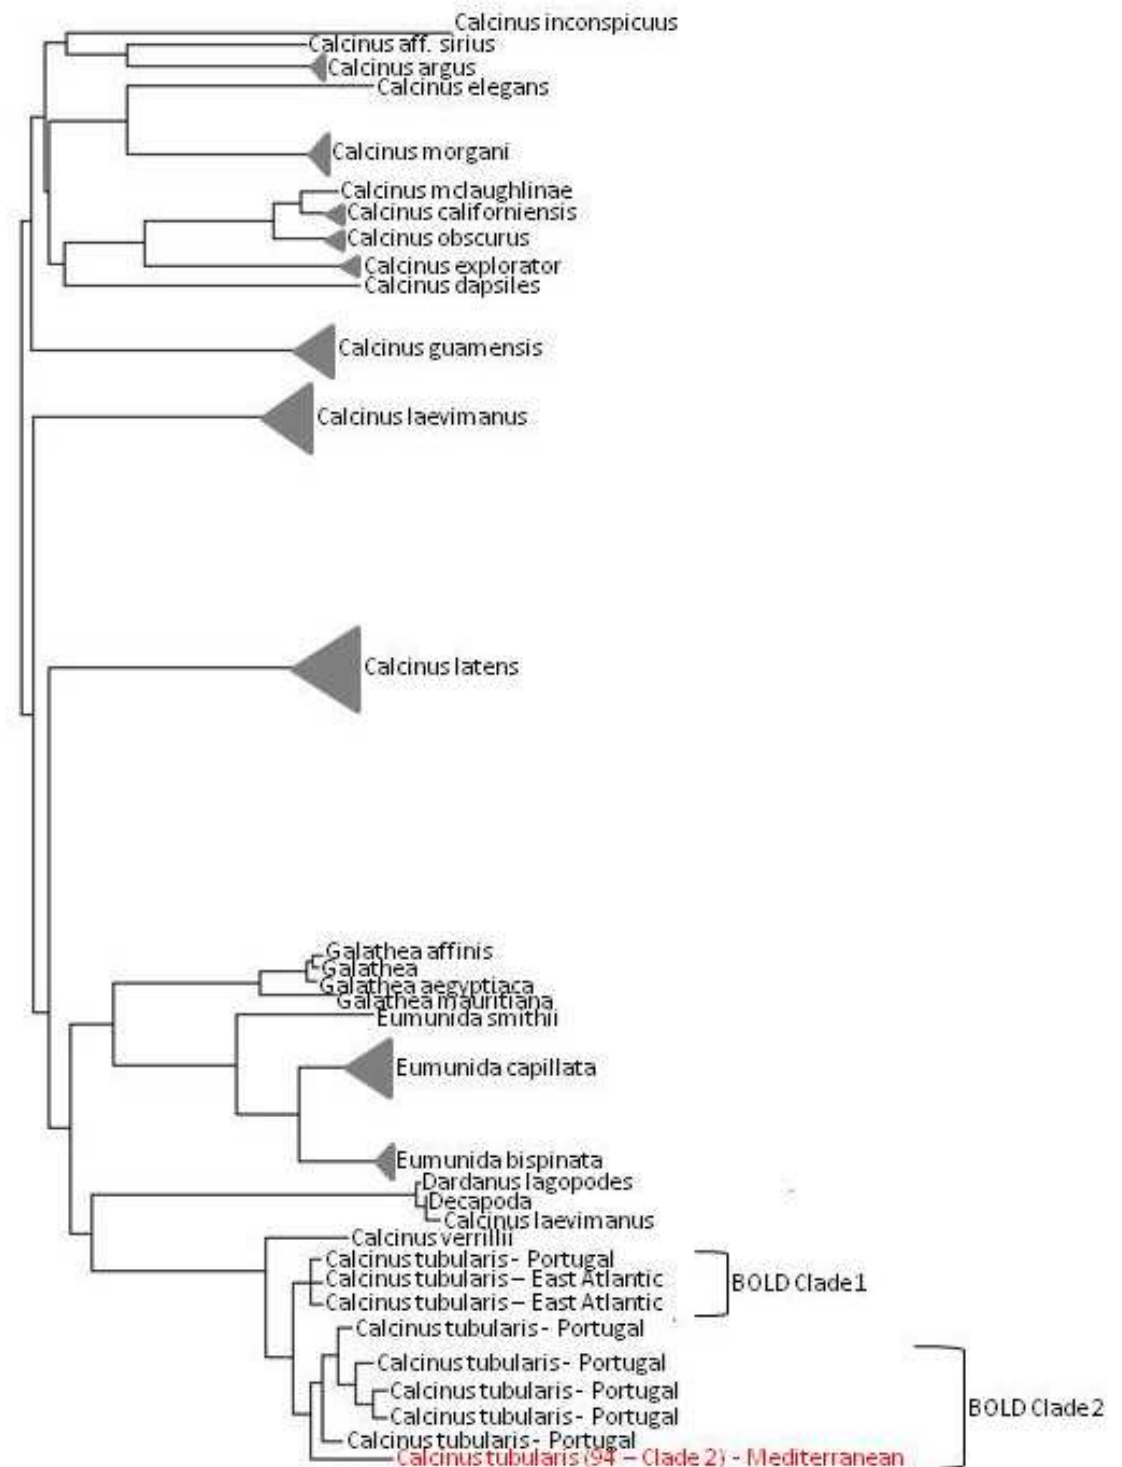 Calcinus inconspicuus
Calcinus aff. sirius
Calcinus argus
Calcinus elegans
Calcinus morgani
Calcinus mclaughlinae
Calcinus californiensis
Calcinus obscurus
Calcinus explorator
Calcinus dapsiles
Calcinus guamensis
Calcinus laevimanus
Calcinus latens
Galathea affinis
Galathea
Galathea aegyptiaca
Galathea mauritiana
Eumunida smithii
Eumunida capillata
Eumunida bispinata
Dardanus lagopodes
Decapoda
Calcinus laevimanus
Calcinus verrillii
Calcinus tubularis - Portugal
Calcinus tubularis – East Atlantic
BOLD Clade 1
Calcinus tubularis – East Atlantic
Calcinus tubularis - Portugal
Calcinus tubularis - Portugal
Calcinus tubularis - Portugal
BOLD Clade 2
Calcinus tubularis - Portugal
Calcinus tubularis - Portugal
Calcinus tubularis (94 – Clade 2) - Mediterranean